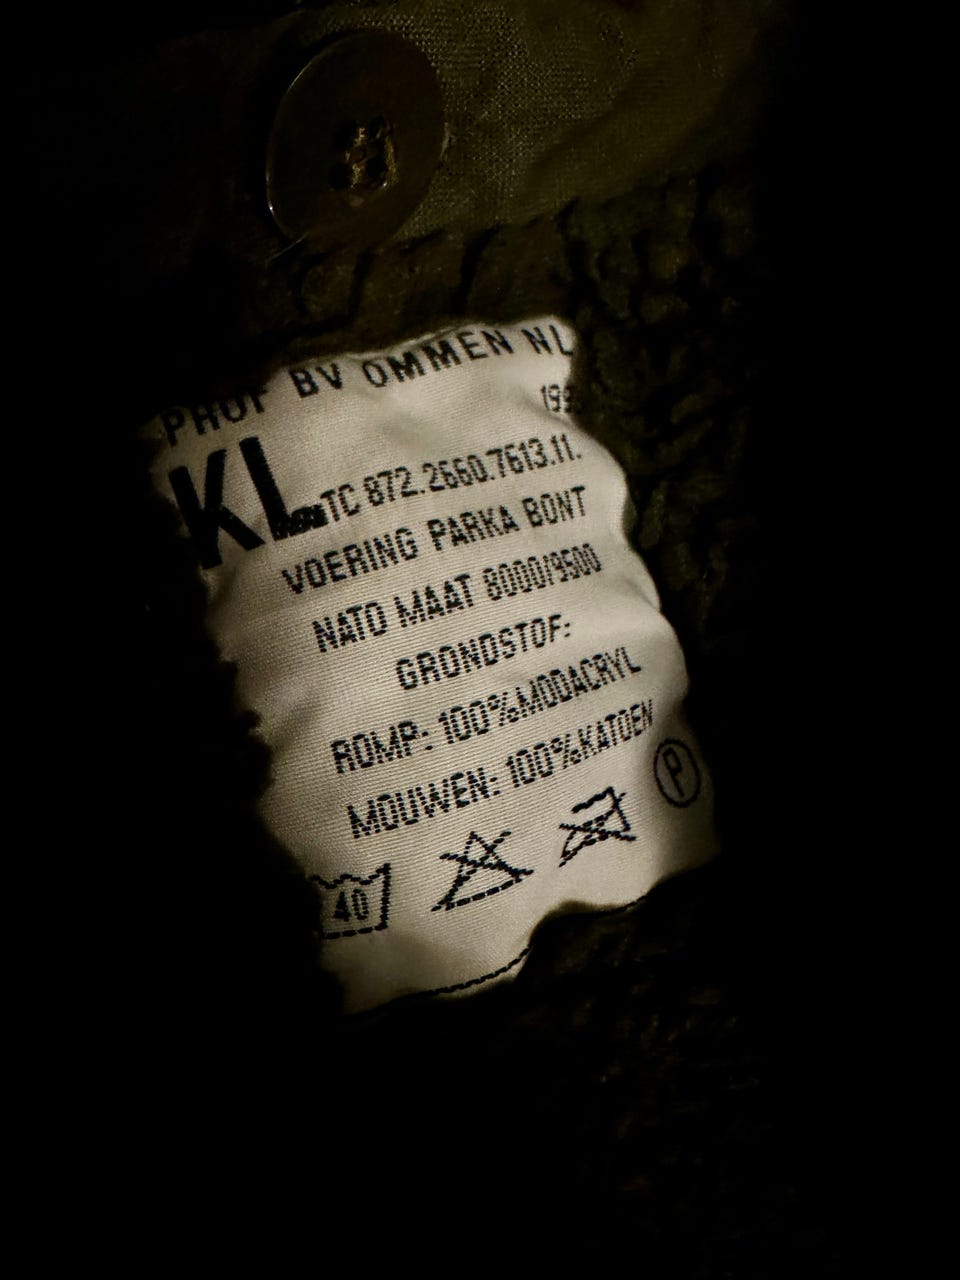 PROF BV OMMEN NL
199
KL TC 872.2660.7613.11.
VOERING PARKA BONT
NATO MAAT 8000/9500
GRONDSTOF:
ROMP: 100%MODACRYL
MOUWEN: 100%KATOEN
40 P